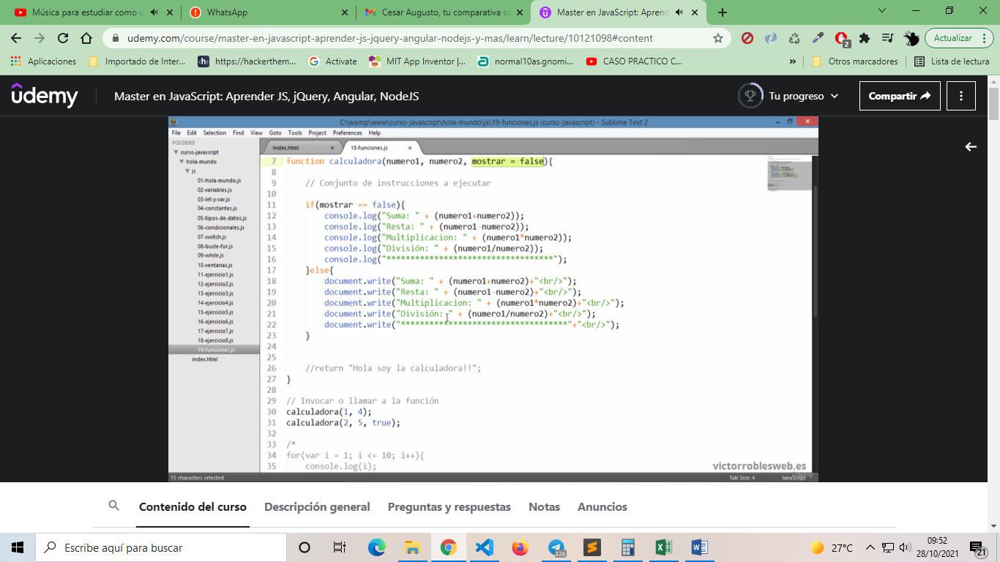 Música para estudiar como u
WhatsApp
Cesar Augusto, tu comparativa co
Master en JavaScript: Aprende
udemy.com/course/master-en-javascript-aprender-js-jquery-angular-nodejs-y-mas/learn/lecture/10121098#content
2
Actualizar
Aplicaciones
Importado de Inter...
https://hackerthem...
Activate
MIT App Inventor |...
normal10as.gnomi...
CASO PRACTICO C...
»
Otros marcadores
Lista de lectura
ûdemy
Master en JavaScript: Aprender JS, jQuery, Angular, NodeJS
Tu progreso
Compartir
C:\wamp\www\curso-javascript\hola-mundo\js\19-funciones.js (curso-javascript) - Sublime Text 2
File Edit Selection Find View Goto Tools Project Preferences Help
FOLDERS
curso-javascript
hola-mundo
js
01-hola-mundo.js
02-variables.js
03-let-y-var.js
04-constantes.js
05-tipos-de-datos.js
06-condicionales.js
07-switch.js
08-bucle-for.js
09-while.js
10-ventanas.js
11-ejercicio1.js
12-ejercicio2.js
13-ejercicio3.js
14-ejercicio4.js
15-ejercicio5.js
16-ejercicio6.js
17-ejercicio7.js
18-ejercicio8.js
19-funciones.js
index.html
index.html
19-funciones.js
7 function calculadora(numero1, numero2, mostrar = false){
8
9 // Conjunto de instrucciones a ejecutar
10
11 if(mostrar == false){
12 console.log("Suma: " + (numero1+numero2));
13 console.log("Resta: " + (numero1-numero2));
14 console.log("Multiplicacion: " + (numero1*numero2));
15 console.log("División: " + (numero1/numero2));
16 console.log("***********************************");
17 }else{
18 document.write("Suma: " + (numero1+numero2)+"<br/>");
19 document.write("Resta: " + (numero1-numero2)+"<br/>");
20 document.write("Multiplicacion: " + (numero1*numero2)+"<br/>");
21 document.write("División: " + (numero1/numero2)+"<br/>");
22 document.write("***********************************"+"<br/>");
23 }
24
25
26 //return "Hola soy la calculadora!!";
27 }
28
29 // Invocar o llamar a la función
30 calculadora(1, 4);
31 calculadora(2, 5, true);
32
33 /*
34 for(var i = 1; i <= 10; i++){
35 console.log(i);
victorroblesweb.es
ûdemy
15 characters selected
Tab Size: 4
JavaScript
Contenido del curso
Descripción general
Preguntas y respuestas
Notas
Anuncios
Escribe aquí para buscar
326
27°C
09:52
28/10/2021
21